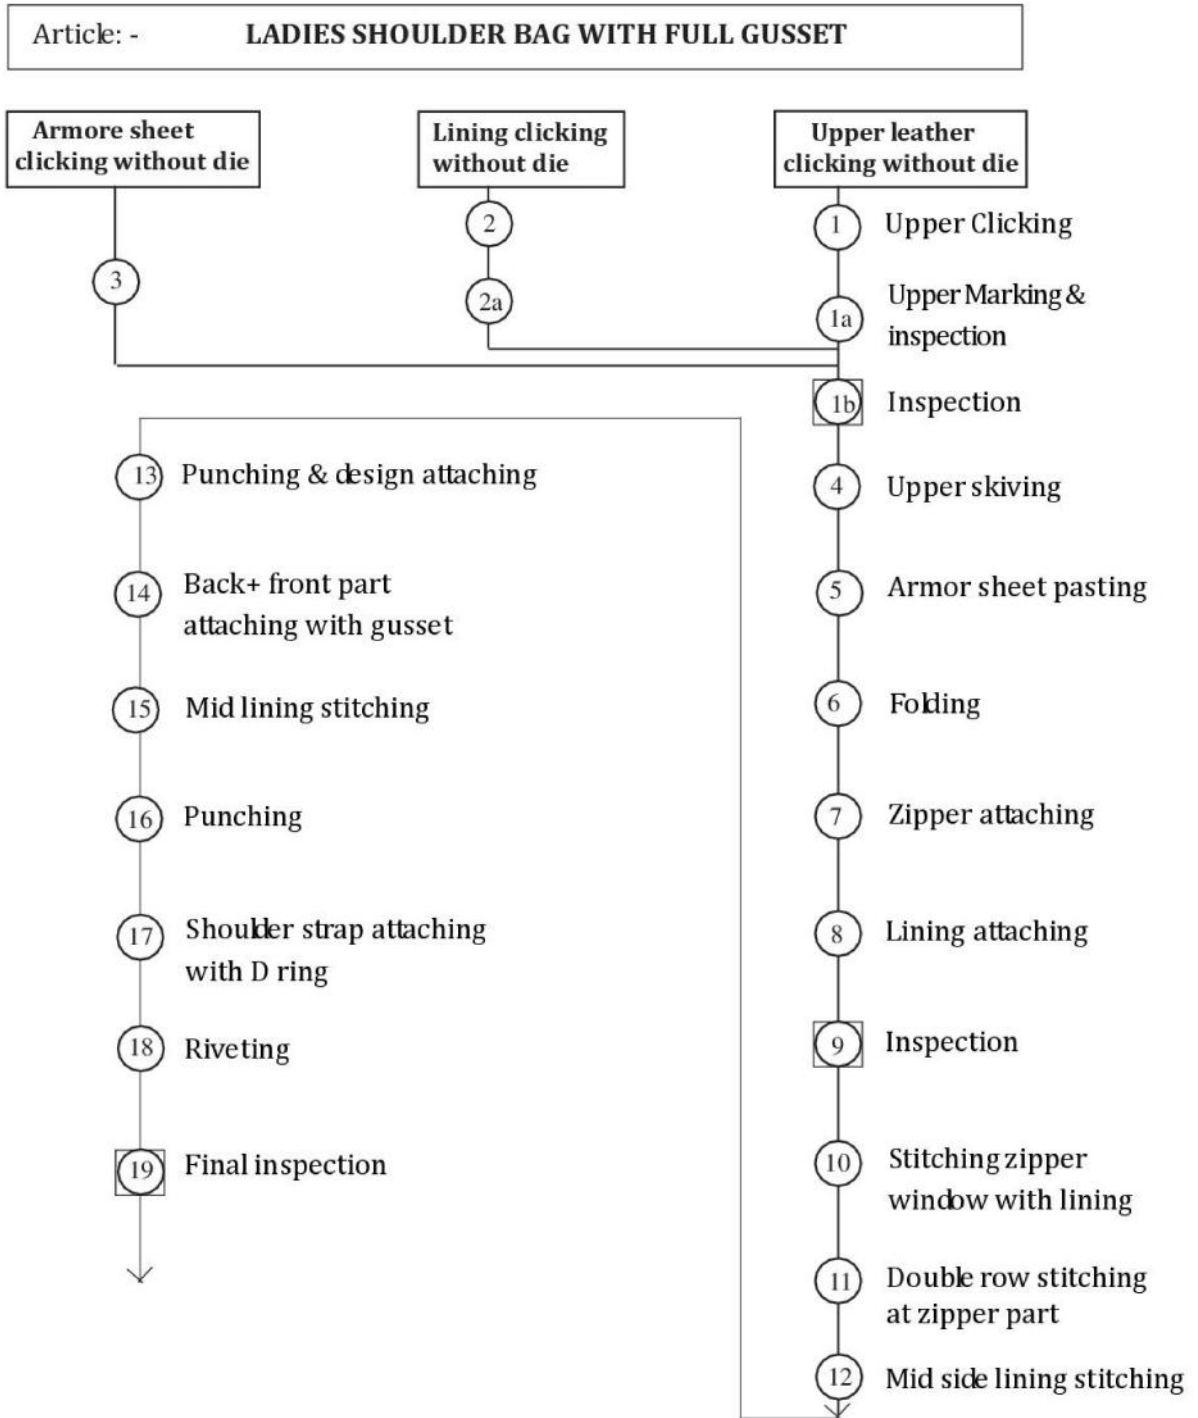 Article: - LADIES SHOULDER BAG WITH FULL GUSSET
Armore sheet
clicking without die
Lining clicking
without die
Upper leather
clicking without die
3
2
2a
1 Upper Clicking
1a Upper Marking &
inspection
1b Inspection
4 Upper skiving
5 Armor sheet pasting
6 Folding
7 Zipper attaching
8 Lining attaching
9 Inspection
10 Stitching zipper
window with lining
11 Double row stitching
at zipper part
12 Mid side lining stitching
13 Punching & design attaching
14 Back+ front part
attaching with gusset
15 Mid lining stitching
16 Punching
17 Shoulder strap attaching
with D ring
18 Riveting
19 Final inspection